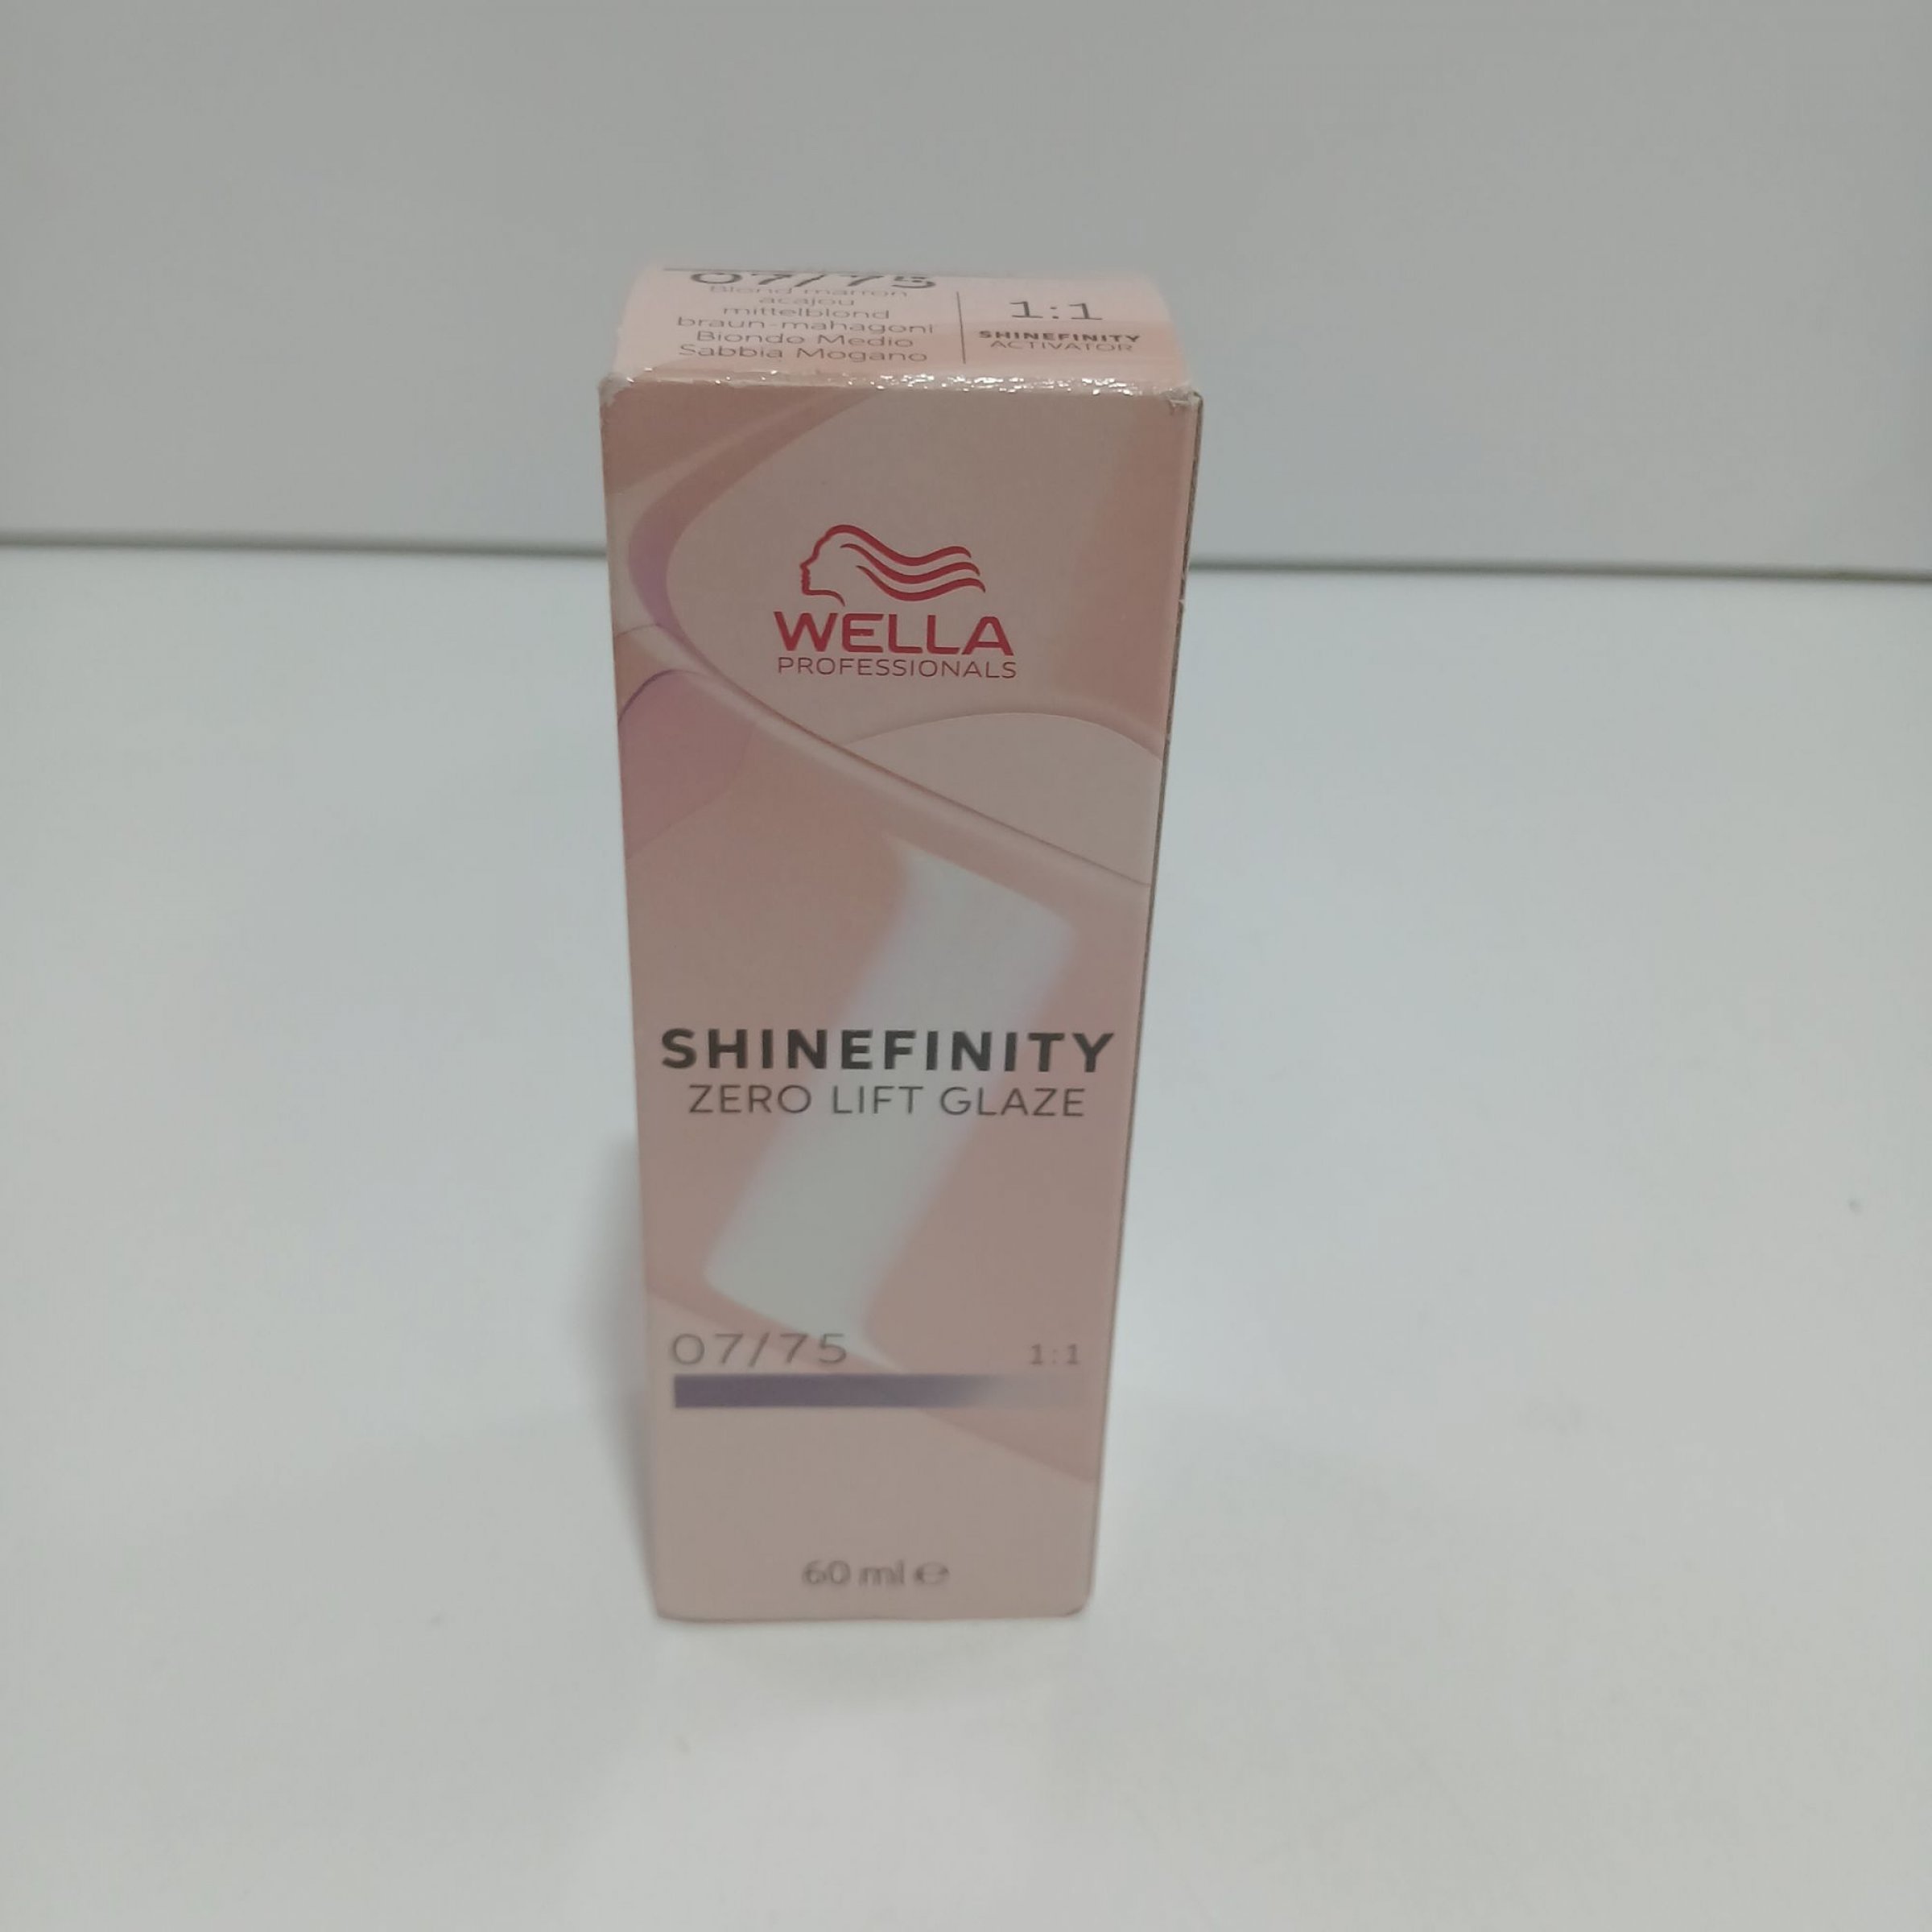 07/75
Blond marron
acajou
mittelblond
braun-mahagoni
Biondo Medio
Sabbia Mogano
1:1
SHINEFINITY
ACTIVATOR
WELLA
PROFESSIONALS
SHINEFINITY
ZERO LIFT GLAZE
07/75
1:1
60 ml ℮